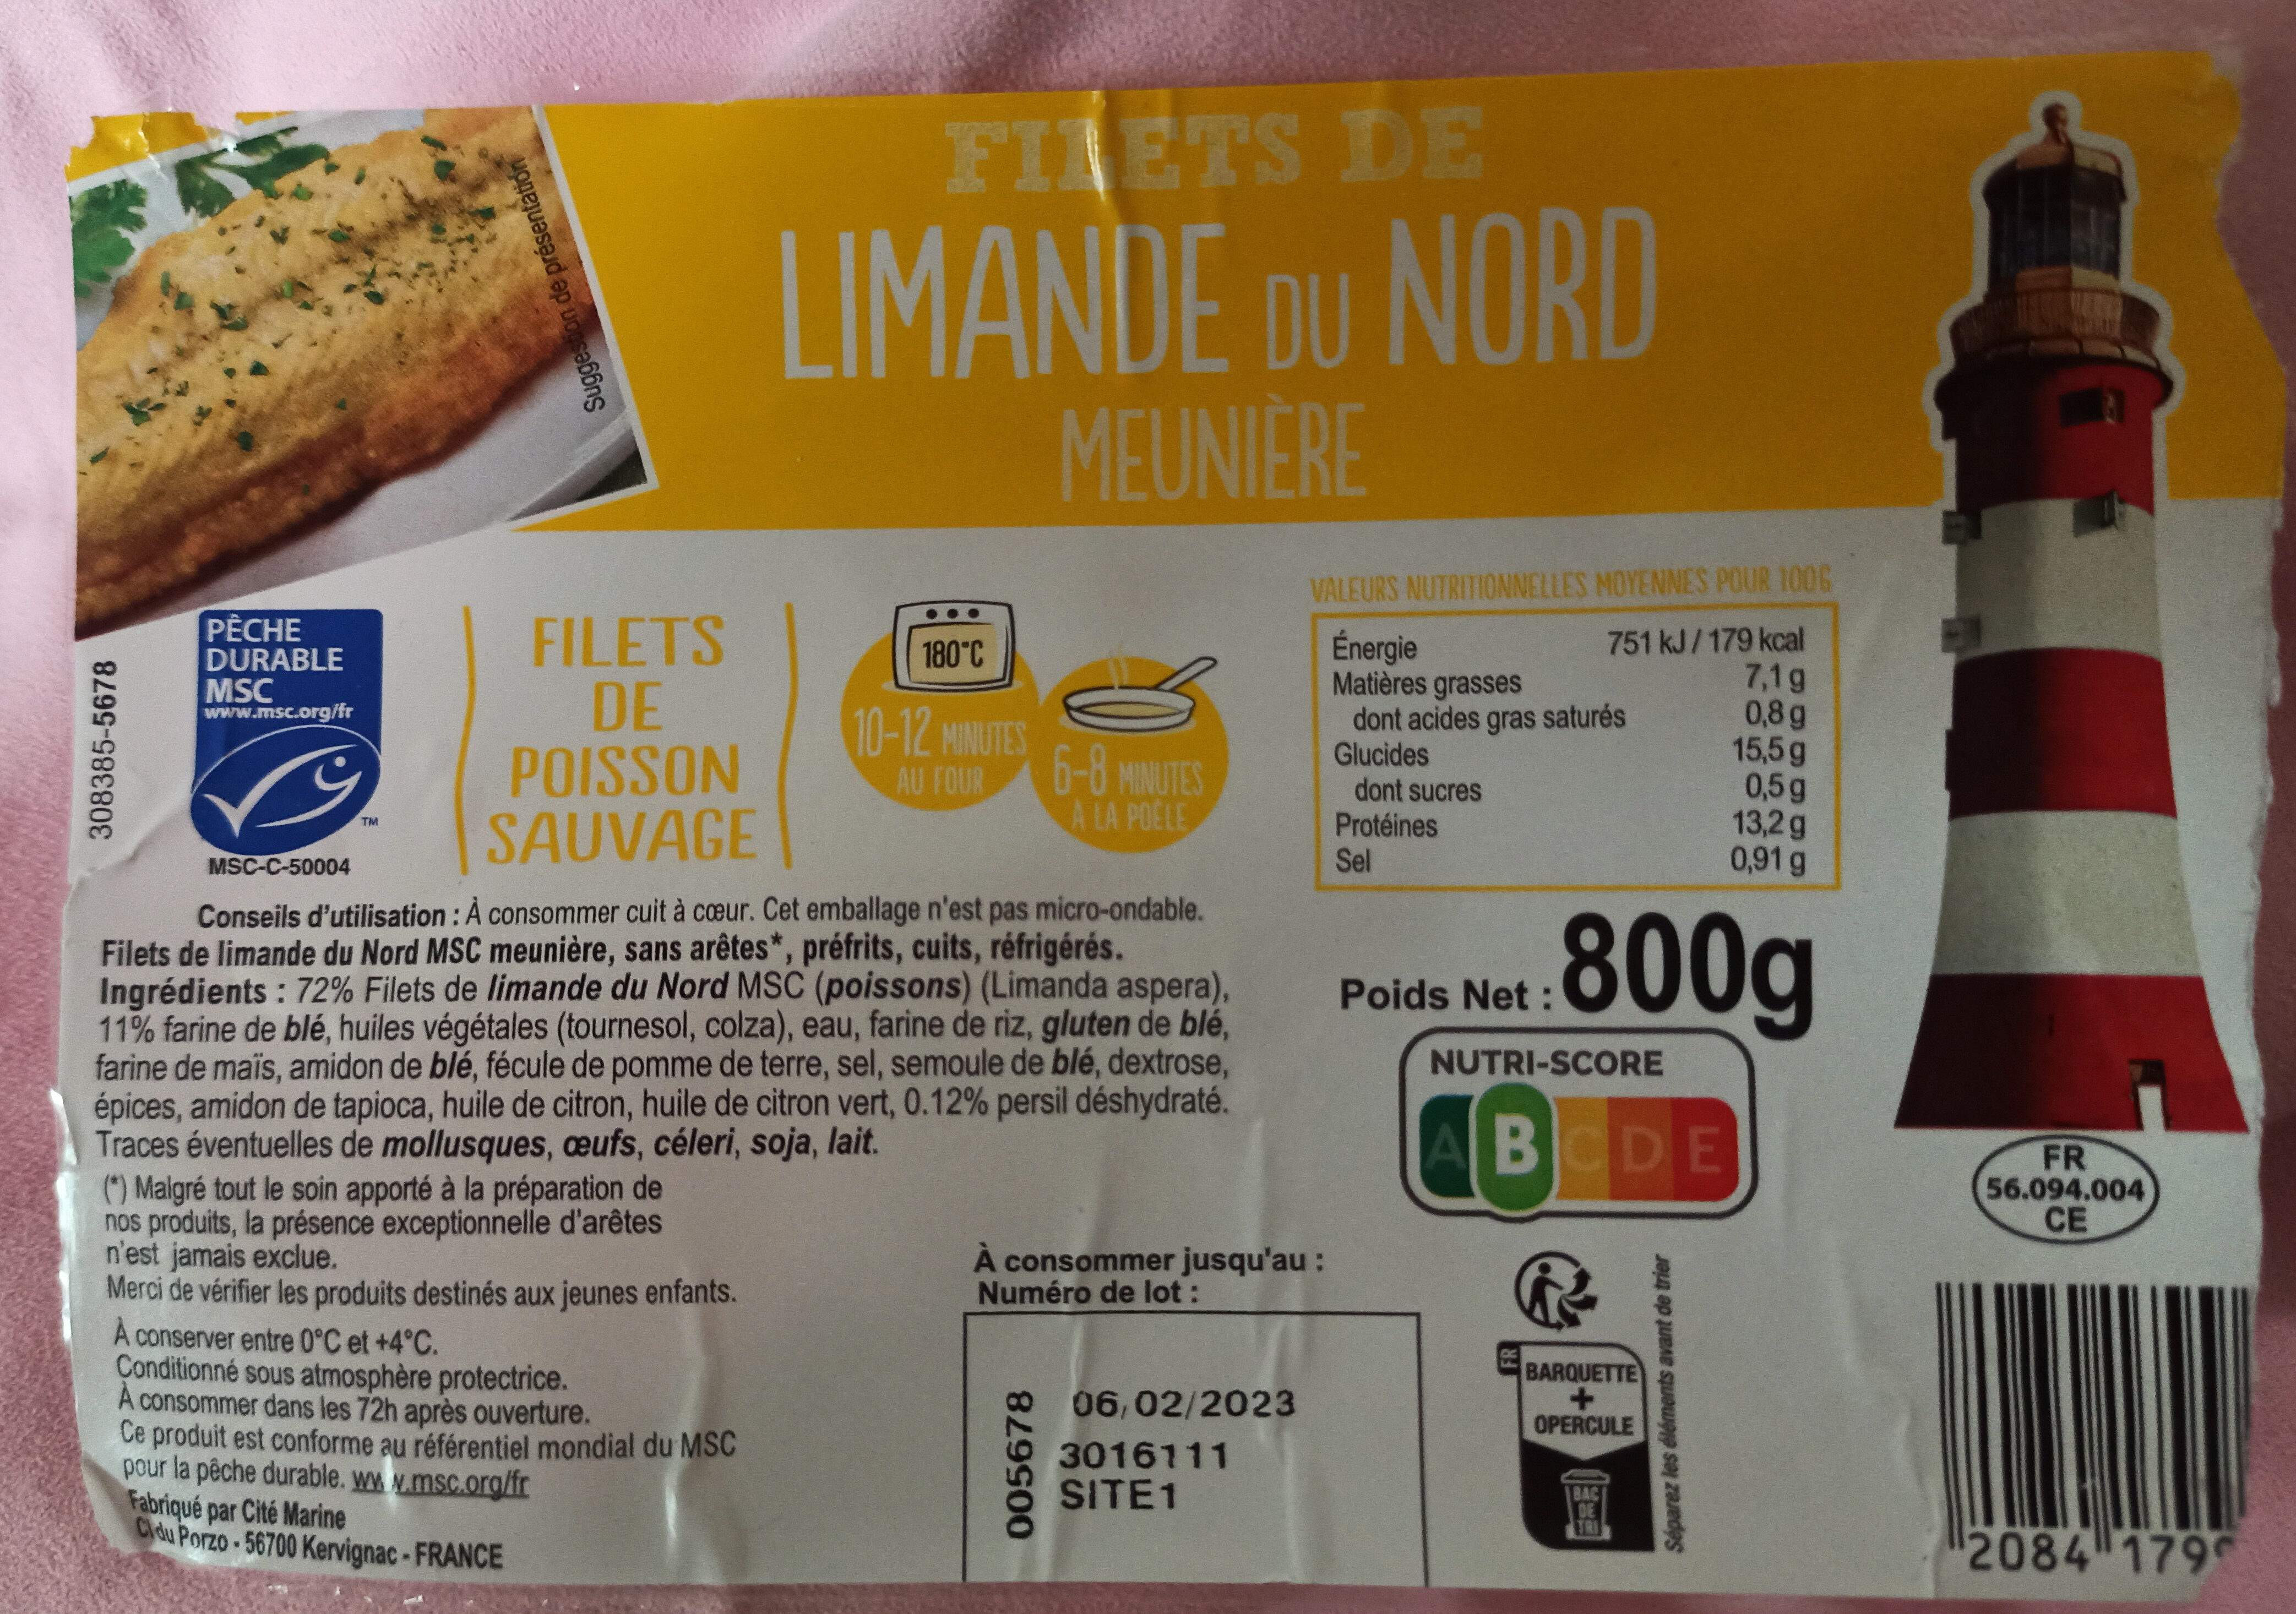 FILETS DE
LIMANDE DU NORD
MEUNIÈRE
Suggestion de présentation
308385-5678
PÊCHE
DURABLE
MSC
www.msc.org/fr
TM
MSC-C-50004
FILETS
DE
POISSON
SAUVAGE
180°C
10-12 MINUTES
AU FOUR
6-8 MINUTES
À LA POÊLE
VALEURS NUTRITIONNELLES MOYENNES POUR 100G
Énergie 751 kJ / 179 kcal
Matières grasses 7,1 g
dont acides gras saturés 0,8 g
Glucides 15,5 g
dont sucres 0,5 g
Protéines 13,2 g
Sel 0,91 g
Conseils d'utilisation : À consommer cuit à cœur. Cet emballage n'est pas micro-ondable.
Filets de limande du Nord MSC meunière, sans arêtes*, préfrits, cuits, réfrigérés.
Ingrédients : 72% Filets de limande du Nord MSC (poissons) (Limanda aspera),
11% farine de blé, huiles végétales (tournesol, colza), eau, farine de riz, gluten de blé,
farine de maïs, amidon de blé, fécule de pomme de terre, sel, semoule de blé, dextrose,
épices, amidon de tapioca, huile de citron, huile de citron vert, 0.12% persil déshydraté.
Traces éventuelles de mollusques, œufs, céleri, soja, lait.
(*) Malgré tout le soin apporté à la préparation de
nos produits, la présence exceptionnelle d'arêtes
n'est jamais exclue.
Merci de vérifier les produits destinés aux jeunes enfants.
À conserver entre 0°C et +4°C.
Conditionné sous atmosphère protectrice.
À consommer dans les 72h après ouverture.
Ce produit est conforme au référentiel mondial du MSC
pour la pêche durable. www.msc.org/fr
Fabriqué par Cité Marine
Cl du Porzo - 56700 Kervignac - FRANCE
Poids Net : 800g
NUTRI-SCORE
A B C D E
À consommer jusqu'au :
Numéro de lot :
005678
06/02/2023
3016111
SITE1
FR
BARQUETTE
+
OPERCULE
BAC
DE
TRI
Séparez les éléments avant de trier
FR
56.094.004
CE
2084 179